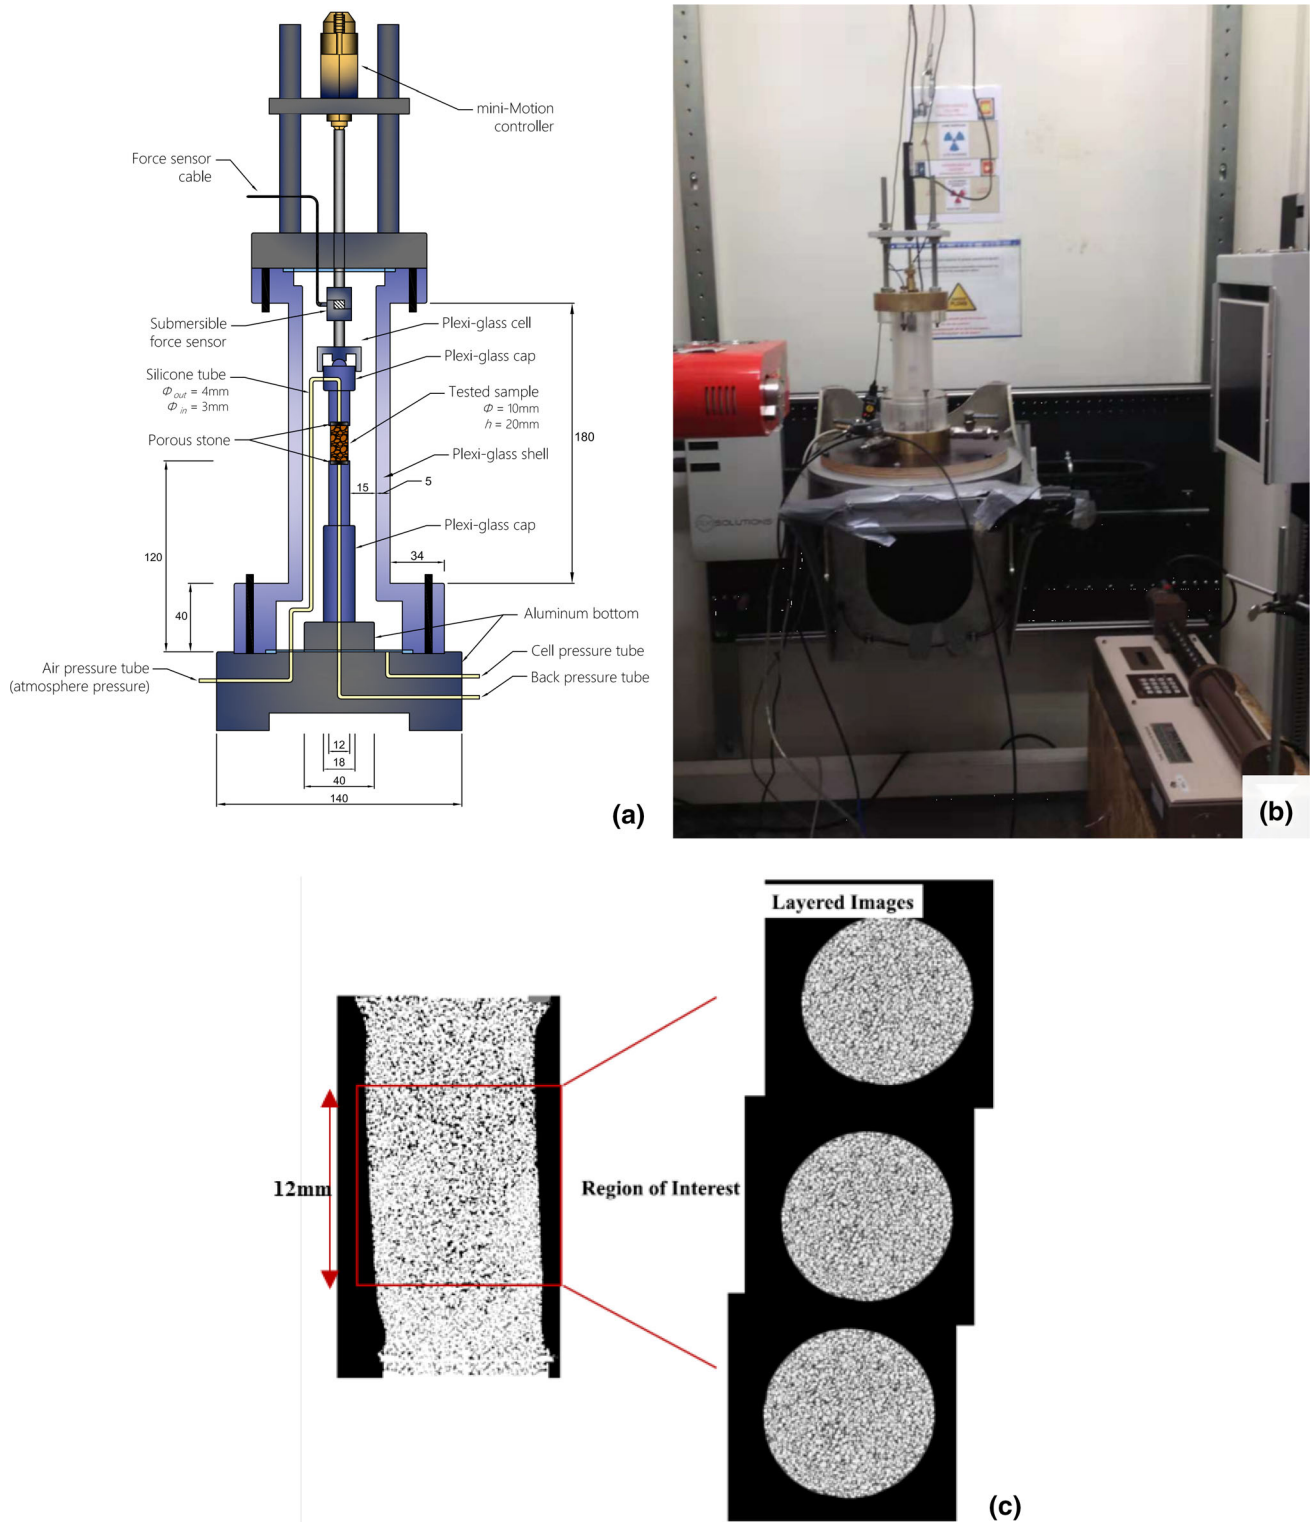 mini-Motion
controller
Force sensor
cable
Submersible
force sensor
Plexi-glass cell
Plexi-glass cap
Silicone tube
Φout = 4mm
Φin = 3mm
Tested sample
Φ = 10mm
h = 20mm
Porous stone
Plexi-glass shell
180
15
5
Plexi-glass cap
120
34
40
Aluminum bottom
Cell pressure tube
Air pressure tube
(atmosphere pressure)
Back pressure tube
12
18
40
140
(a)
SOLUTIONS
(b)
Layered Images
12mm
Region of Interest
(c)